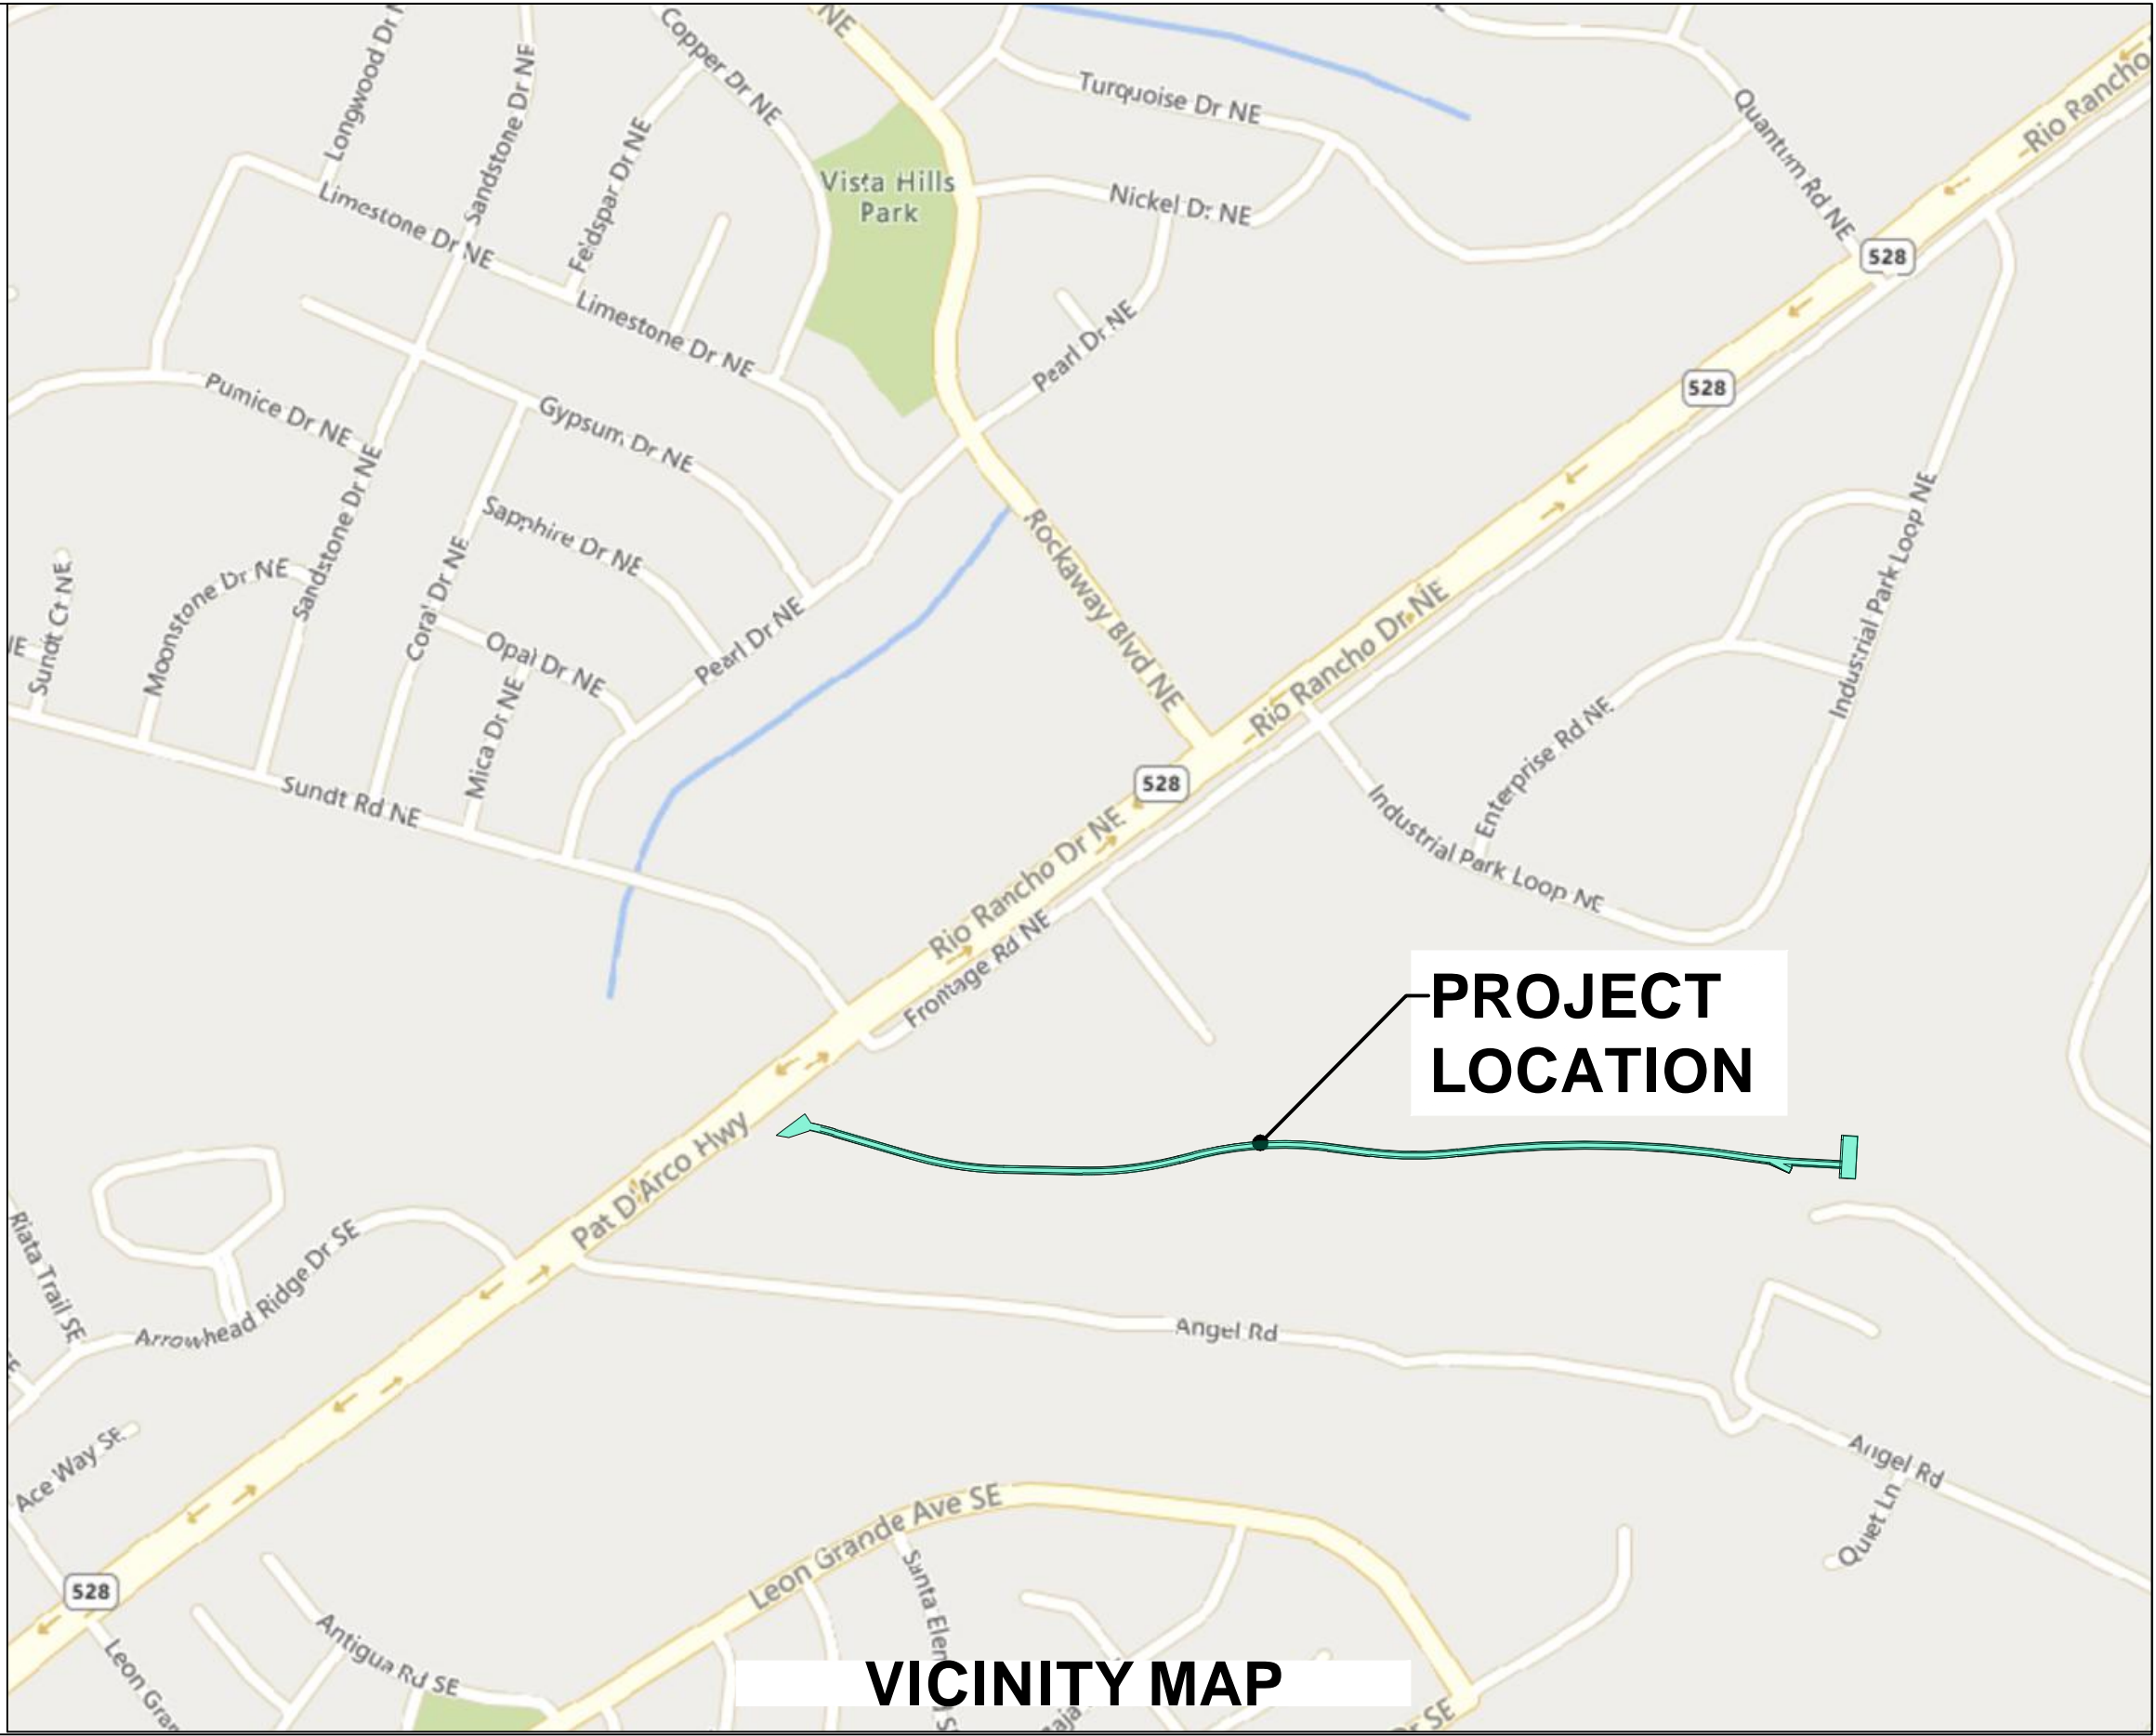 NE
Copper Dr NE
Sandstone Dr NE
Turquoise Dr NE
Rio Rancho
Quantum Rd NE
Feldspar Dr NE
Vista Hills
Park
Limestone Dr NE
Nickel Dr NE
528
Limestone Dr NE
Pearl Dr NE
528
Pumice Dr NE
Gypsum Dr NE
Sandstone Dr NE
Sapphire Dr NE
Rockaway Blvd NE
Industrial Park Loop NE
Moonstone Dr NE
Coral Dr NE
Sundt Ct NE
NE
Opal Dr NE
Pearl Dr NE
Rio Rancho Dr NE
Mica Dr NE
Enterprise Rd NE
Sundt Rd NE
528
Industrial Park Loop NE
Rio Rancho Dr NE
Frontage Rd NE
PROJECT
LOCATION
Pat D'Arco Hwy
Riata Trail SE
Arrowhead Ridge Dr SE
Angel Rd
Ace Way SE
Angel Rd
Quiet Ln
Leon Grande Ave SE
528
Santa Elen
Antigua Rd SE
Leon Gran
VICINITY MAP
Dr SE